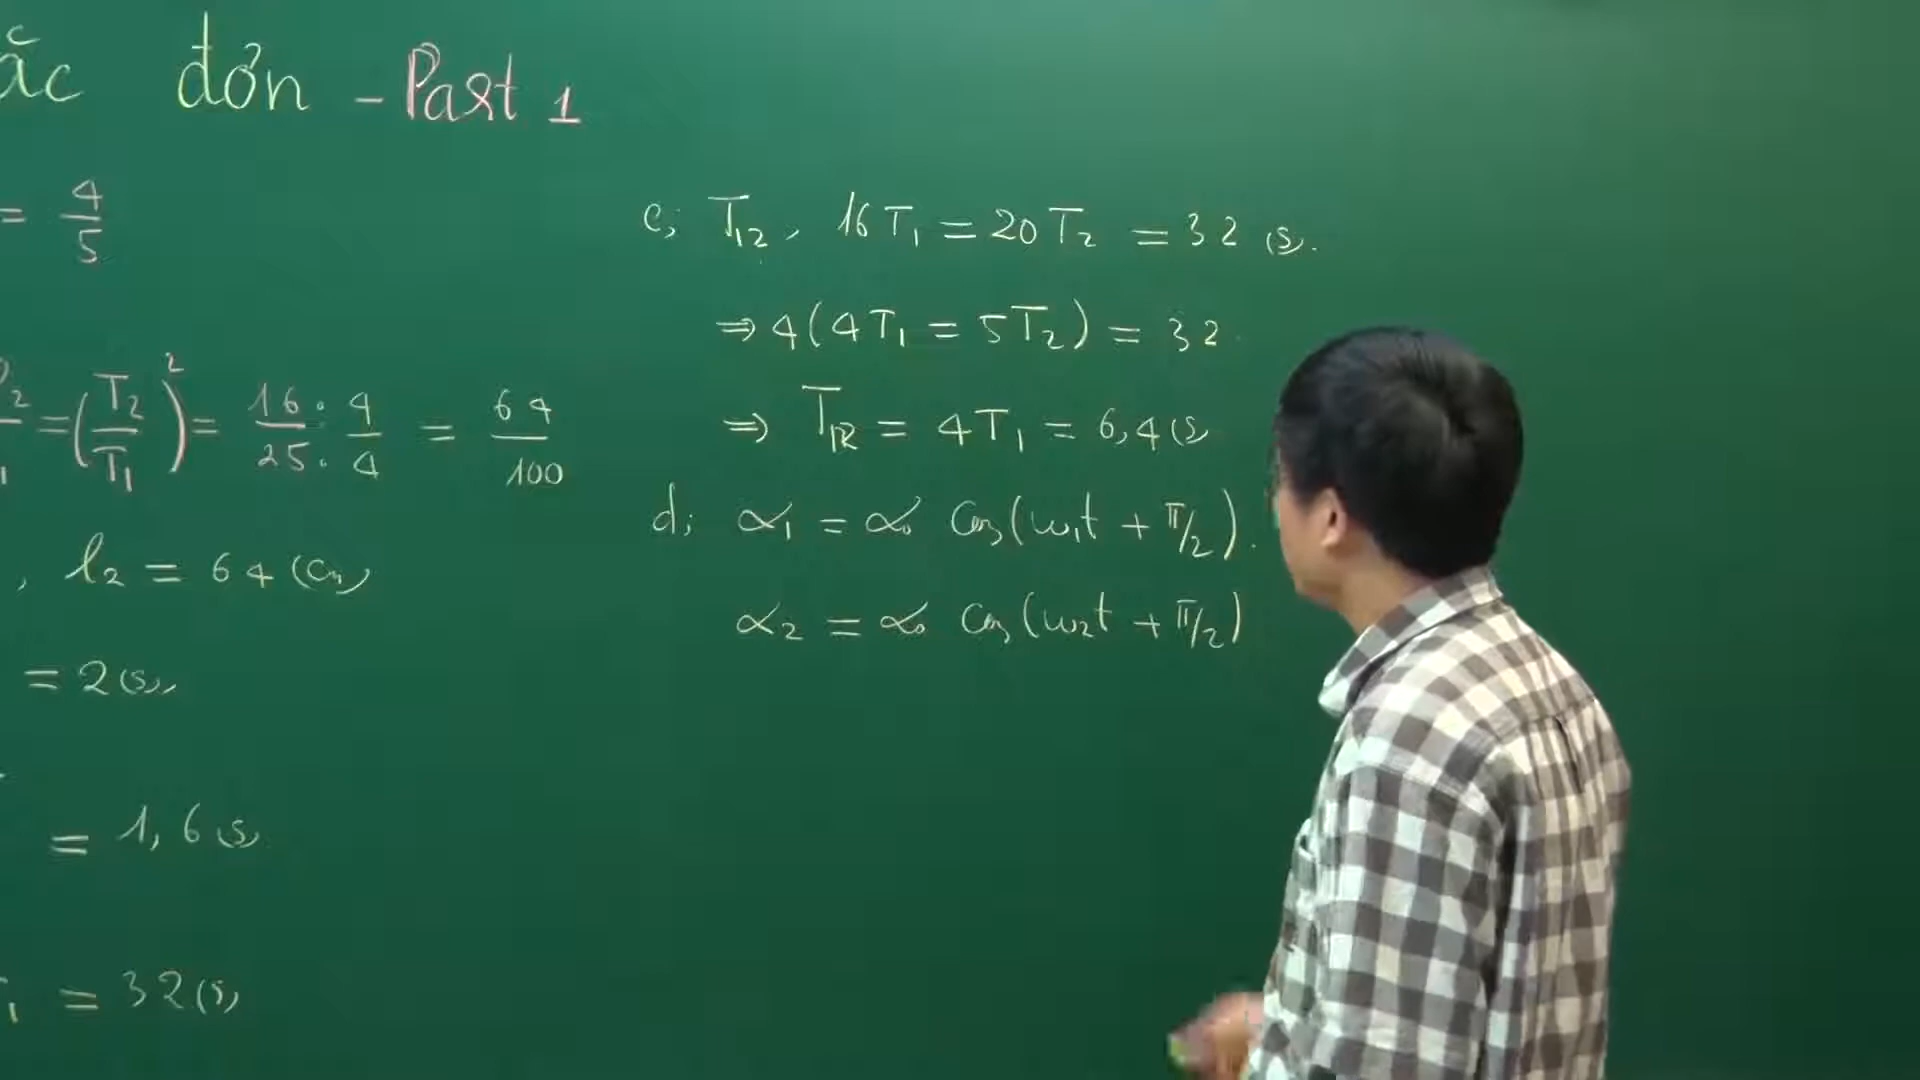 đơn - Part 1
= 4/5
= (T₂/T₁)² = 16/25 · 4/4 = 64/100
, l₂ = 64 (cm)
= 2 (s)
= 1,6 (s)
₁ = 32 (s)
c; T₁₂, 16T₁ = 20T₂ = 32 (s).
⇒ 4(4T₁ = 5T₂) = 32
⇒ T₁₂ = 4T₁ = 6,4 (s)
d; α₁ = α₀ cos(ω₁t + π/2).
α₂ = α₀ cos(ω₂t + π/2)